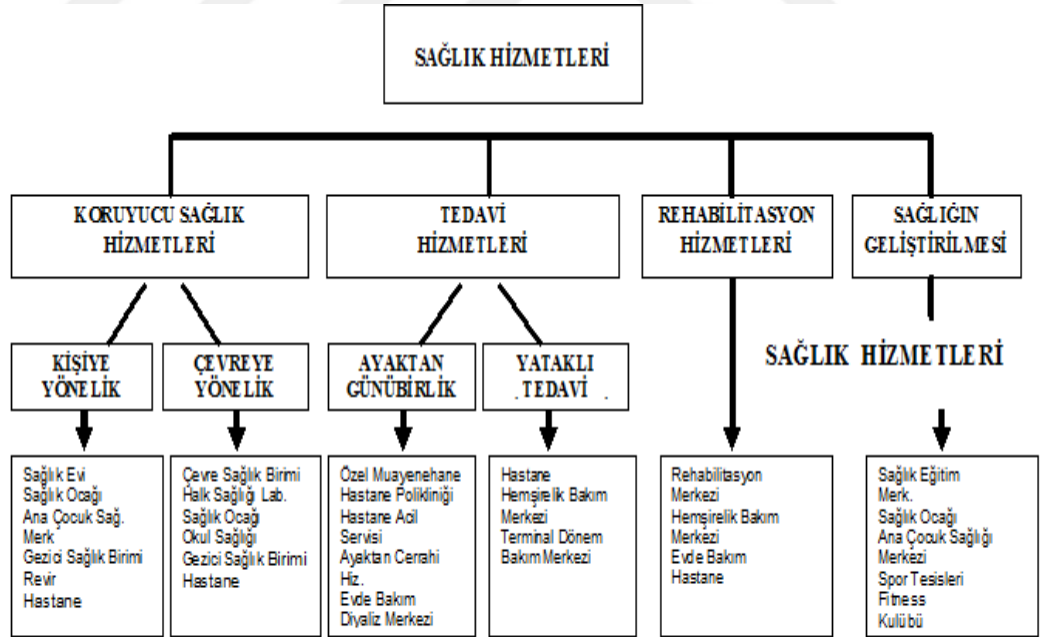 SAĞLIK HİZMETLERİ
KORUYUCU SAĞLIK
HİZMETLERİ
TEDAVİ
HİZMETLERİ
REHABİLİTASYON
HİZMETLERİ
SAĞLIĞIN
GELİŞTİRİLMESİ
KİŞİYE
YÖNELİK
ÇEVREYE
YÖNELİK
AYAKTAN
GÜNÜBİRLİK
YATAKLI
TEDAVİ
SAĞLIK HİZMETLERİ
Sağlık Evi
Sağlık Ocağı
Ana Çocuk Sağ.
Merk
Gezici Sağlık Birimi
Revir
Hastane
Çevre Sağlık Birimi
Halk Sağlığı Lab.
Sağlık Ocağı
Okul Sağlığı
Gezici Sağlık Birimi
Hastane
Özel Muayenehane
Hastane Polikliniği
Hastane Acil
Servisi
Ayaktan Cerrahi
Hiz.
Evde Bakım
Diyaliz Merkezi
Hastane
Hemşirelik Bakım
Merkezi
Terminal Dönem
Bakım Merkezi
Rehabilitasyon
Merkezi
Hemşirelik Bakım
Merkezi
Evde Bakım
Hastane
Sağlık Eğitim
Merk.
Sağlık Ocağı
Ana Çocuk Sağlığı
Merkezi
Spor Tesisleri
Fitness
Kulübü